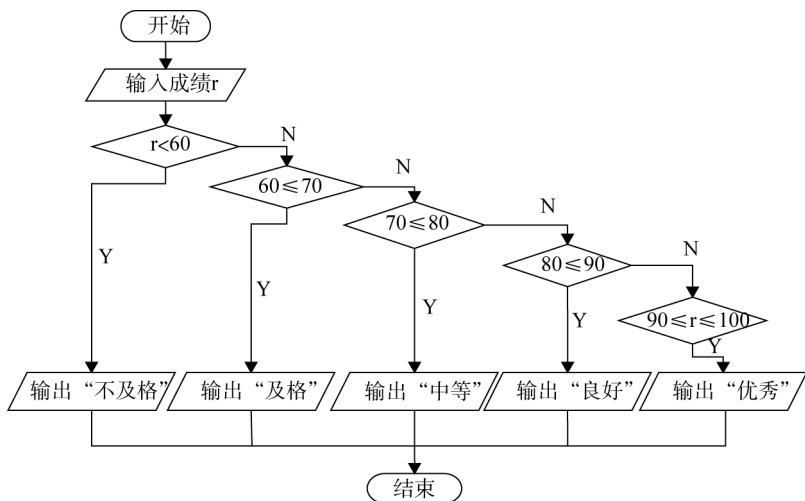 开始
输入成绩r
r<60
N
60≤70
N
70≤80
N
80≤90
N
90≤r≤100
Y
Y
Y
Y
Y
输出“不及格”
输出“及格”
输出“中等”
输出“良好”
输出“优秀”
结束